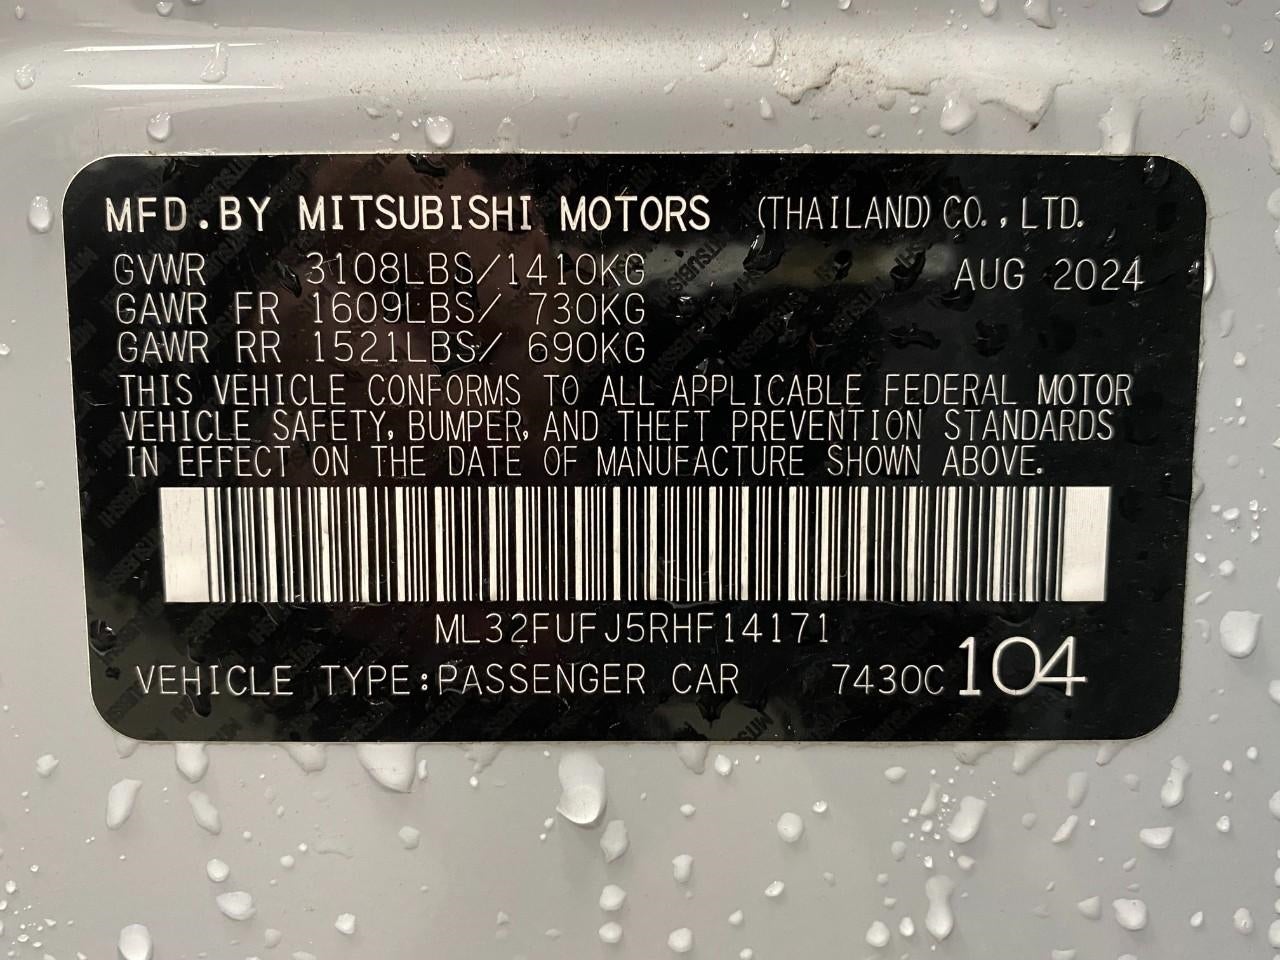 MFD.BY MITSUBISHI MOTORS (THAILAND) CO.,LTD.
GVWR 3108LBS/1410KG AUG 2024
GAWR FR 1609LBS/ 730KG
GAWR RR 1521LBS/ 690KG
THIS VEHICLE CONFORMS TO ALL APPLICABLE FEDERAL MOTOR
VEHICLE SAFETY, BUMPER, AND THEFT PREVENTION STANDARDS
IN EFFECT ON THE DATE OF MANUFACTURE SHOWN ABOVE.
ML32FUFJ5RHF14171
VEHICLE TYPE:PASSENGER CAR 7430C 104